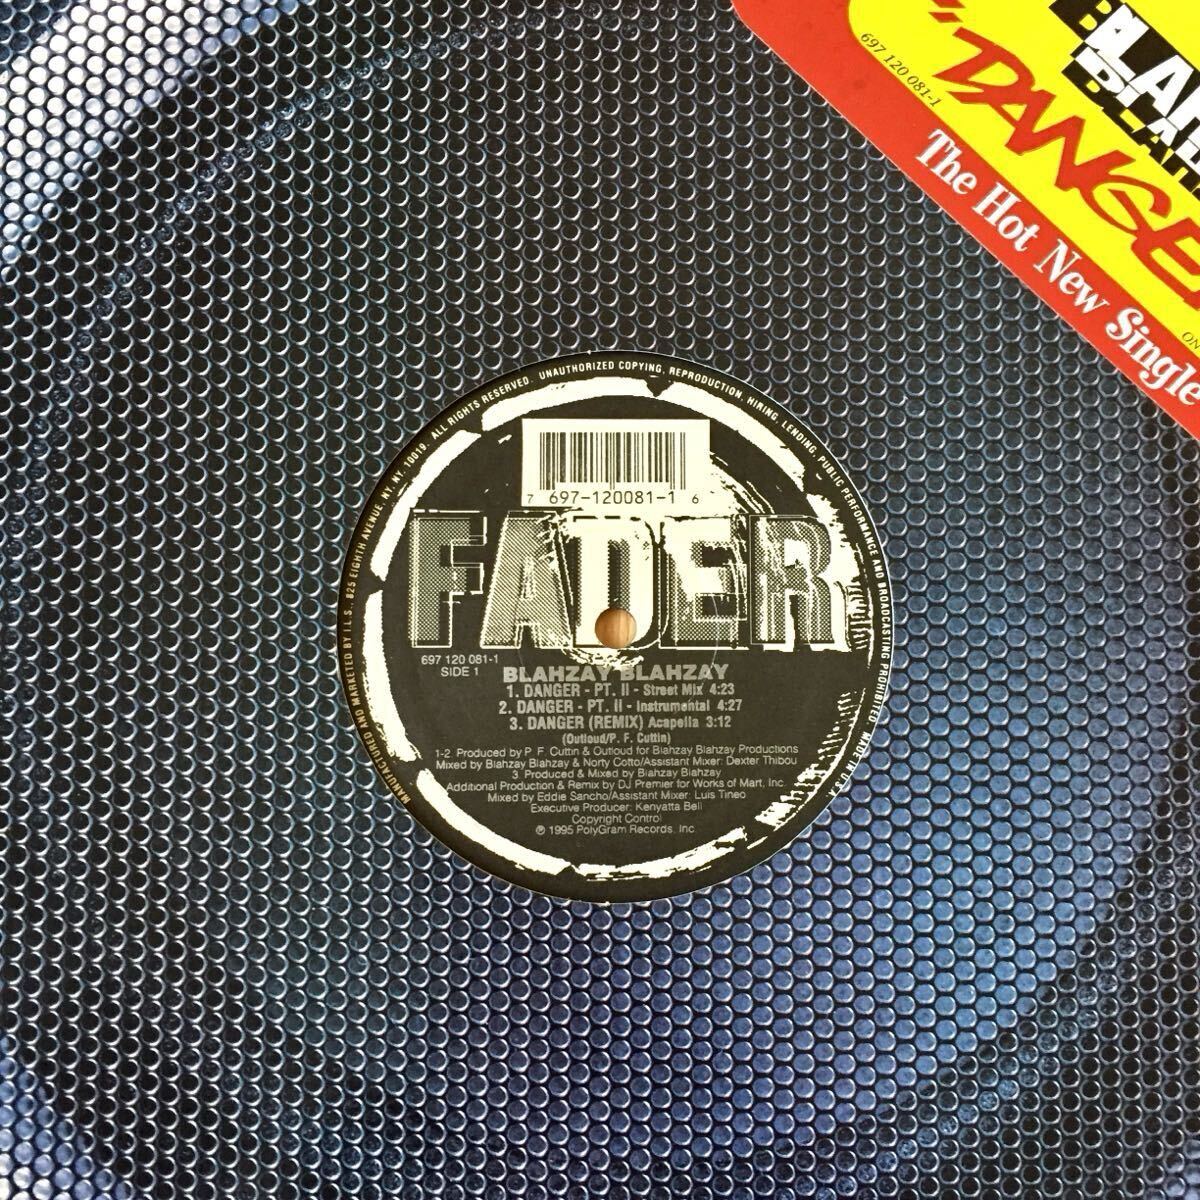 BLAH
BLAH
697 120 081-1
"DANGER
The Hot New Single
ON
MANUFACTURED AND MARKETED BY I.L.S., 825 EIGHTH AVENUE, NY, NY. 10019. ALL RIGHTS RESERVED. UNAUTHORIZED COPYING, REPRODUCTION, HIRING, LENDING, PUBLIC PERFORMANCE AND BROADCASTING PROHIBITED. MADE IN U.S.A.
7 697-120081-1 6
FADER
697 120 081-1
SIDE 1
BLAHZAY BLAHZAY
1. DANGER - PT. II - Street Mix 4:23
2. DANGER - PT. II - Instrumental 4:27
3. DANGER (REMIX) Acapella 3:12
(Outloud/P. F. Cuttin)
1-2. Produced by P. F. Cuttin & Outloud for Blahzay Blahzay Productions
Mixed by Blahzay Blahzay & Norty Cotto/Assistant Mixer: Dexter Thibou
3. Produced & Mixed by Blahzay Blahzay
Additional Production & Remix by DJ Premier for Works of Mart, Inc.
Mixed by Eddie Sancho/Assistant Mixer: Luis Tineo
Executive Producer: Kenyatta Bell
Copyright Control
℗ 1995 PolyGram Records, Inc.